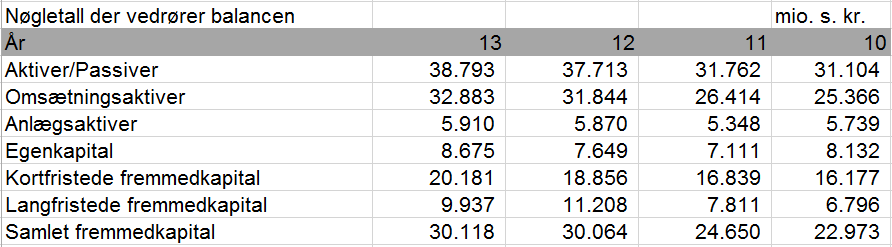 Nøgletall der vedrører balancen mio. s. kr.
År 13 12 11 10
Aktiver/Passiver 38.793 37.713 31.762 31.104
Omsætningsaktiver 32.883 31.844 26.414 25.366
Anlægsaktiver 5.910 5.870 5.348 5.739
Egenkapital 8.675 7.649 7.111 8.132
Kortfristede fremmedkapital 20.181 18.856 16.839 16.177
Langfristede fremmedkapital 9.937 11.208 7.811 6.796
Samlet fremmedkapital 30.118 30.064 24.650 22.973